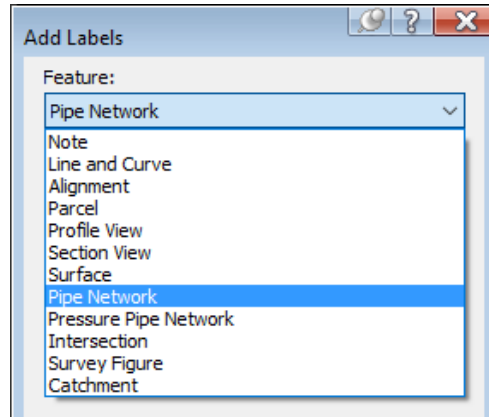 Add Labels
Feature:
Pipe Network
Note
Line and Curve
Alignment
Parcel
Profile View
Section View
Surface
Pipe Network
Pressure Pipe Network
Intersection
Survey Figure
Catchment